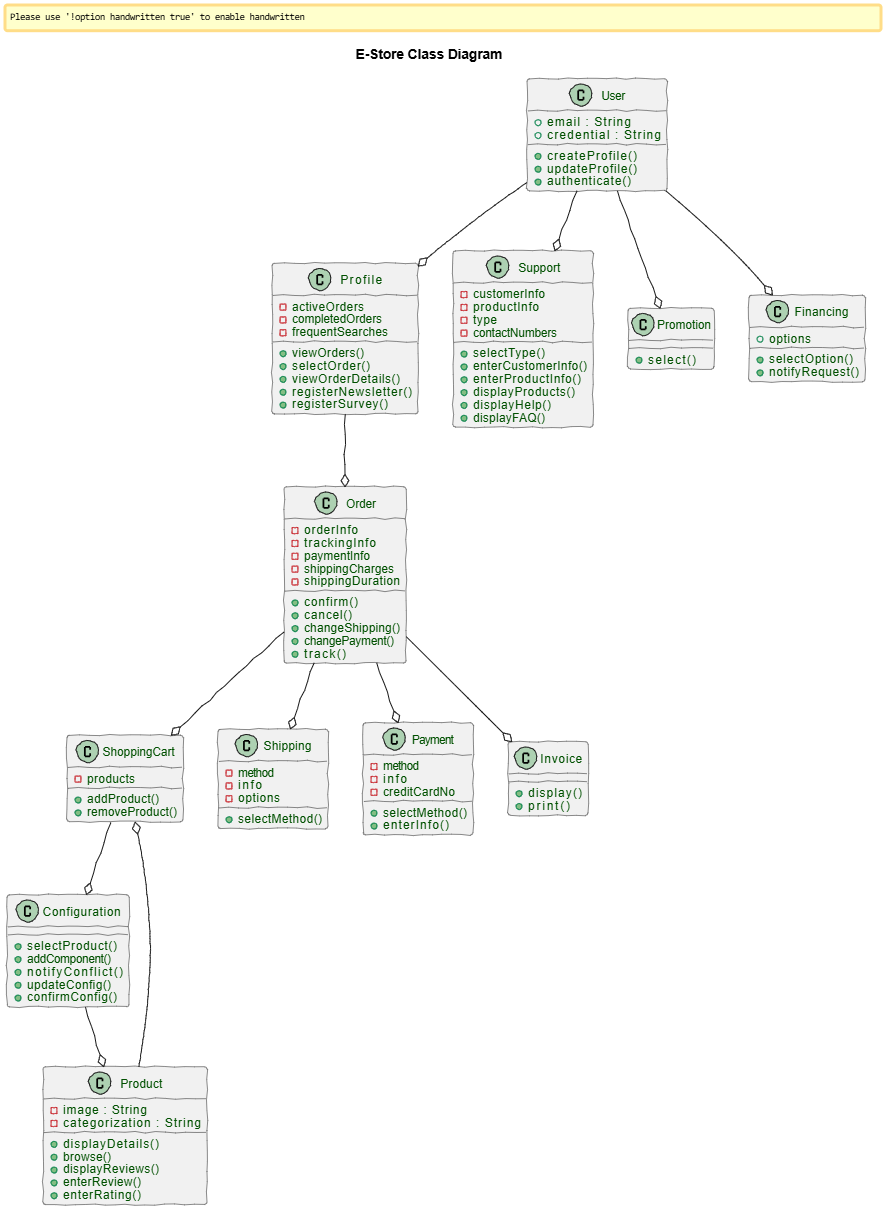 Please use '!option handwritten true' to enable handwritten
E-Store Class Diagram
C User
email : String
credential : String
createProfile()
updateProfile()
authenticate()
C Profile
activeOrders
completedOrders
frequentSearches
viewOrders()
selectOrder()
viewOrderDetails()
registerNewsletter()
registerSurvey()
C Support
customerInfo
productInfo
type
contactNumbers
selectType()
enterCustomerInfo()
enterProductInfo()
displayProducts()
displayHelp()
displayFAQ()
C Promotion
select()
C Financing
options
selectOption()
notifyRequest()
C Order
orderInfo
trackingInfo
paymentInfo
shippingCharges
shippingDuration
confirm()
cancel()
changeShipping()
changePayment()
track()
C ShoppingCart
products
addProduct()
removeProduct()
C Shipping
method
info
options
selectMethod()
C Payment
method
info
creditCardNo
selectMethod()
enterInfo()
C Invoice
display()
print()
C Configuration
selectProduct()
addComponent()
notifyConflict()
updateConfig()
confirmConfig()
C Product
image : String
categorization : String
displayDetails()
browse()
displayReviews()
enterReview()
enterRating()